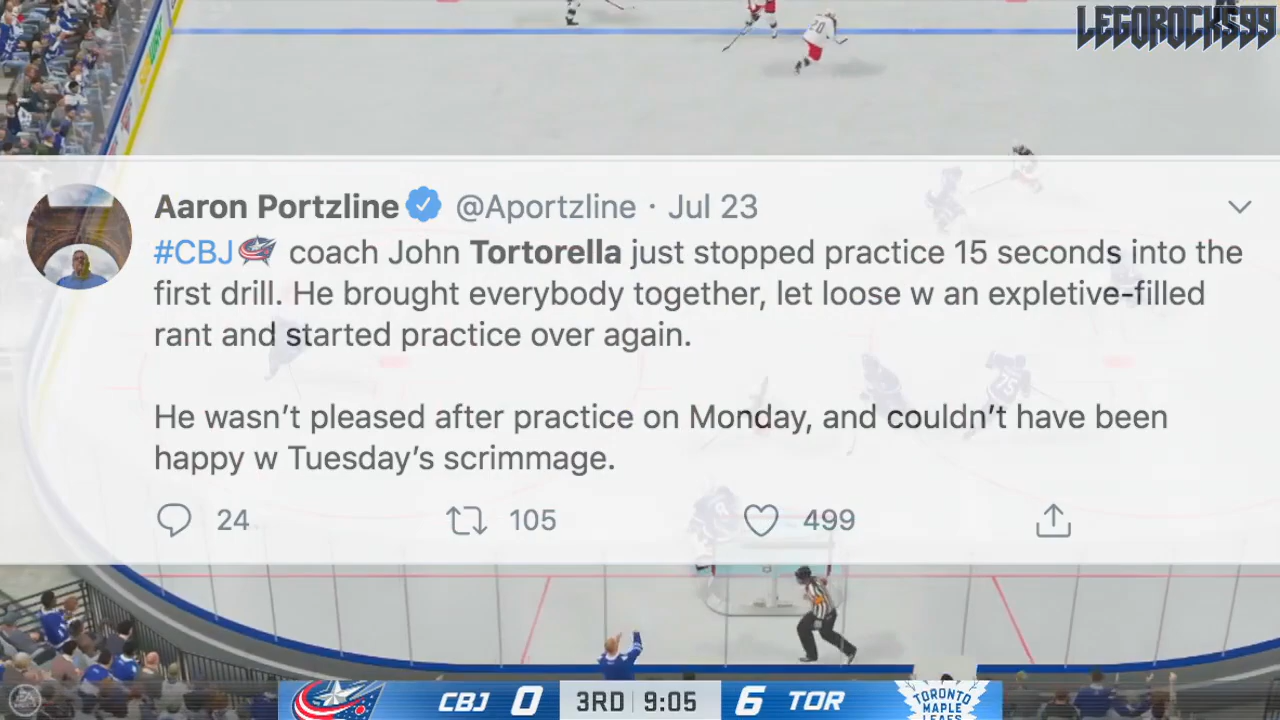 LEGOROCKS99
Aaron Portzline @Aportzline · Jul 23
#CBJ coach John Tortorella just stopped practice 15 seconds into the
first drill. He brought everybody together, let loose w an expletive-filled
rant and started practice over again.
He wasn’t pleased after practice on Monday, and couldn’t have been
happy w Tuesday’s scrimmage.
24 105 499
20
75
CBJ 0 3RD 9:05 6 TOR
TORONTO
MAPLE
LEAFS
EA